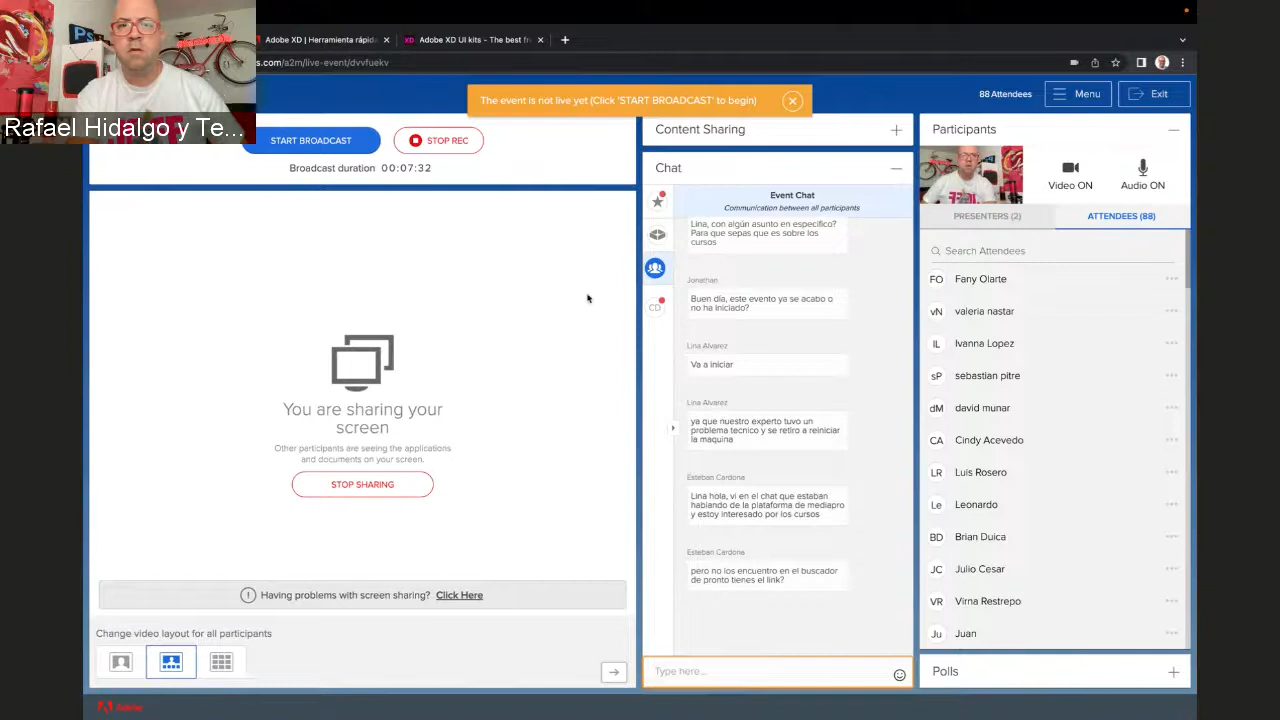 Ps
Adobe XD | Herramienta rápida
Adobe XD UI kits - The best fr
s.com/a2m/live-event/dvvfuekv
Rafael Hidalgo y Te...
The event is not live yet (Click 'START BROADCAST' to begin)
88 Attendees
Menu
Exit
START BROADCAST
STOP REC
Broadcast duration 00:07:32
You are sharing your
screen
Other participants are seeing the applications
and documents on your screen.
STOP SHARING
Having problems with screen sharing? Click Here
Change video layout for all participants
Content Sharing
Chat
CD
Event Chat
Communication between all participants
Lina, con algún asunto en específico?
Para que sepas que es sobre los
cursos
Jonathan
Buen día, este evento ya se acabo o
no ha iniciado?
Lina Alvarez
Va a iniciar
Lina Alvarez
ya que nuestro experto tuvo un
problema tecnico y se retiro a reiniciar
la maquina
Esteban Cardona
Lina hola, vi en el chat que estaban
hablando de la plataforma de mediapro
y estoy interesado por los cursos
Esteban Cardona
pero no los encuentro en el buscador
de pronto tienes el link?
Type here...
Participants
Video ON
Audio ON
PRESENTERS (2)
ATTENDEES (88)
Search Attendees
FO Fany Olarte
vN valeria nastar
IL Ivanna Lopez
sP sebastian pitre
dM david munar
CA Cindy Acevedo
LR Luis Rosero
Le Leonardo
BD Brian Duica
JC Julio Cesar
VR Virna Restrepo
Ju Juan
Polls
Adobe